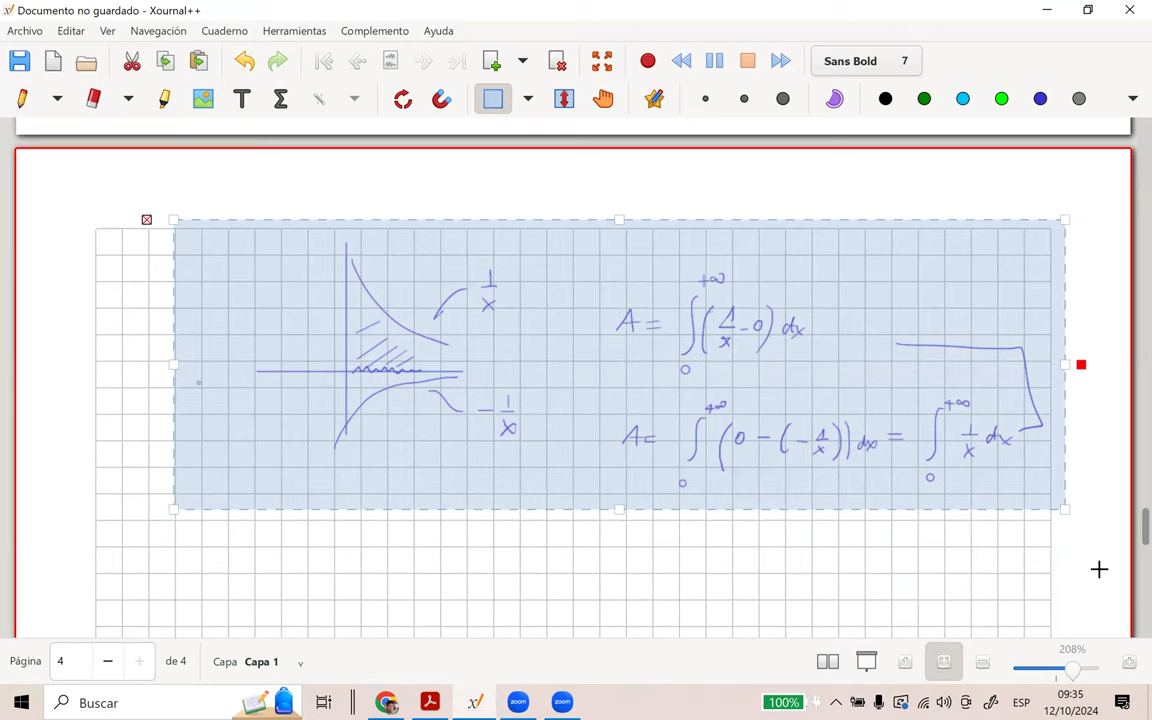 Documento no guardado - Xournal++
Archivo Editar Ver Navegación Cuaderno Herramientas Complemento Ayuda
Sans Bold 7
1/x
A = ∫₀^{+∞} (1/x - 0) dx
- 1/x
A = ∫₀^{+∞} (0 - (- 1/x)) dx = ∫₀^{+∞} 1/x dx
Página 4 de 4 Capa Capa 1 208%
Buscar zoom zoom 100% ESP 09:35
12/10/2024